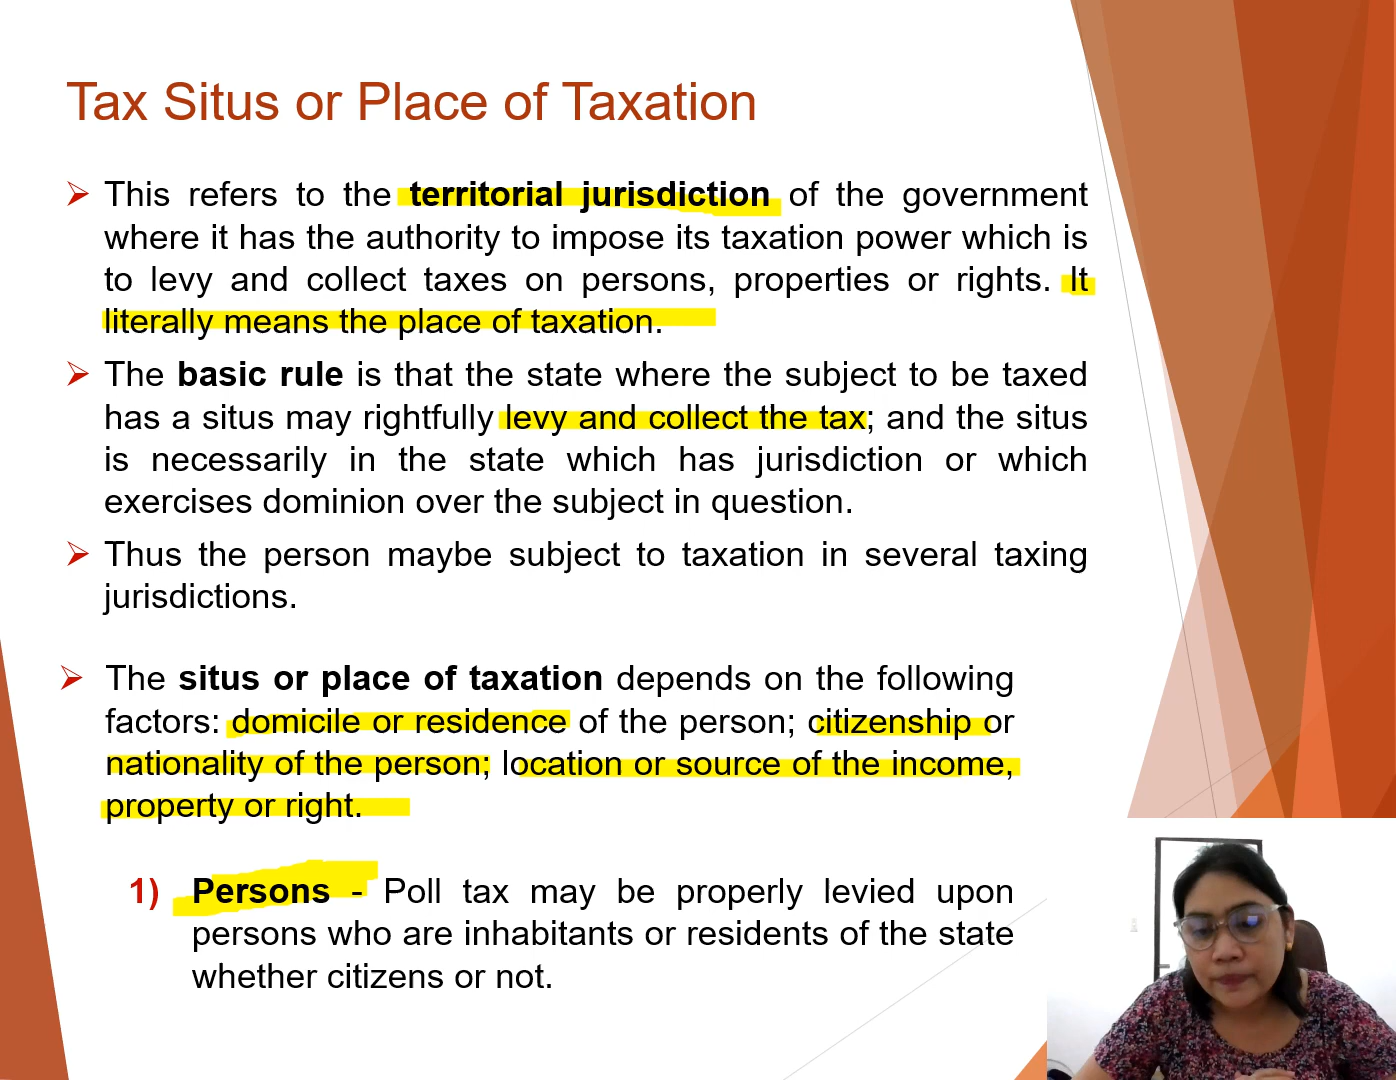 Tax Situs or Place of Taxation
This refers to the territorial jurisdiction of the government
where it has the authority to impose its taxation power which is
to levy and collect taxes on persons, properties or rights. It
literally means the place of taxation.
The basic rule is that the state where the subject to be taxed
has a situs may rightfully levy and collect the tax; and the situs
is necessarily in the state which has jurisdiction or which
exercises dominion over the subject in question.
Thus the person maybe subject to taxation in several taxing
jurisdictions.
The situs or place of taxation depends on the following
factors: domicile or residence of the person; citizenship or
nationality of the person; location or source of the income,
property or right.
1) Persons - Poll tax may be properly levied upon
persons who are inhabitants or residents of the state
whether citizens or not.